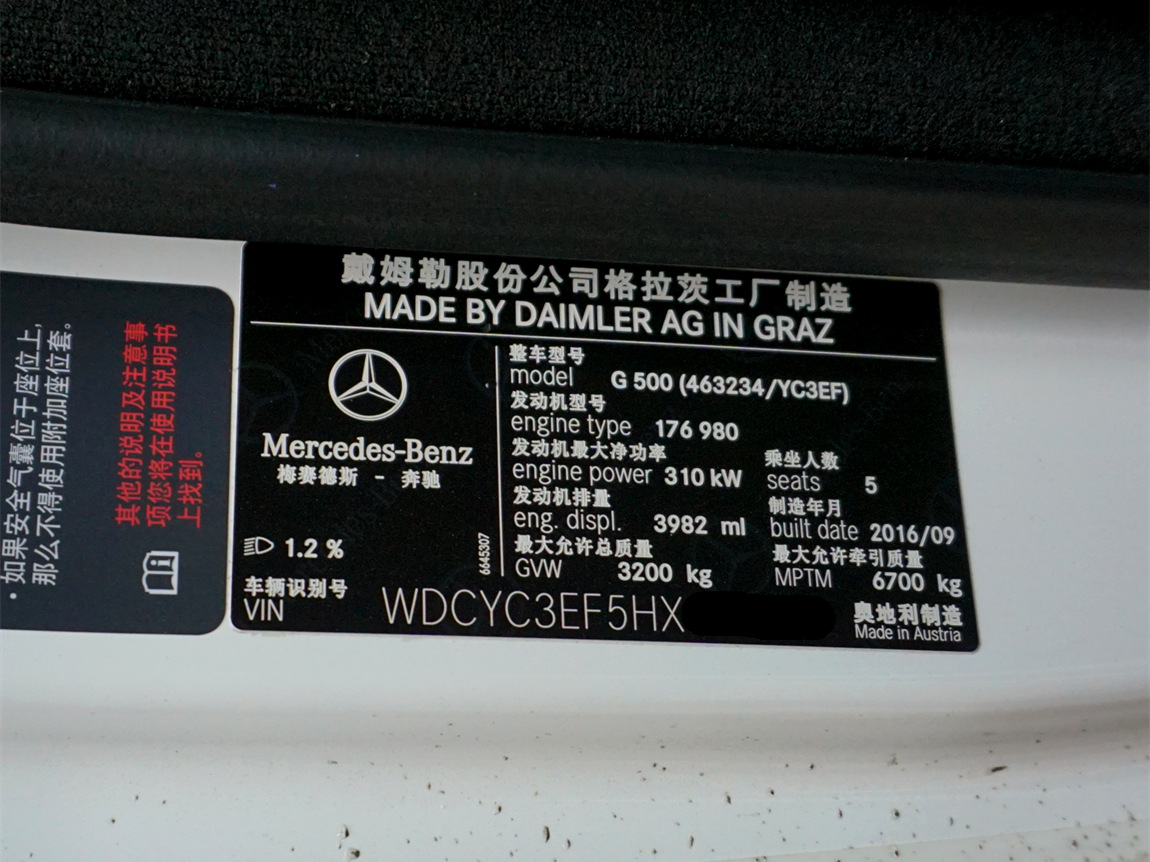 · 如果安全气囊位于座位上,
那么不得使用附加座位套。
其他的说明及注意事
项您将在使用说明书
上找到。
戴姆勒股份公司格拉茨工厂制造
MADE BY DAIMLER AG IN GRAZ
Mercedes-Benz
梅赛德斯 - 奔驰
1.2 %
6645307
整车型号
model G 500 (463234/YC3EF)
发动机型号
engine type 176 980
发动机最大净功率
engine power 310 kW
乘坐人数
seats 5
发动机排量
eng. displ. 3982 ml
制造年月
built date 2016/09
最大允许总质量
GVW 3200 kg
最大允许牵引质量
MPTM 6700 kg
车辆识别号
VIN WDCYC3EF5HX
奥地利制造
Made in Austria